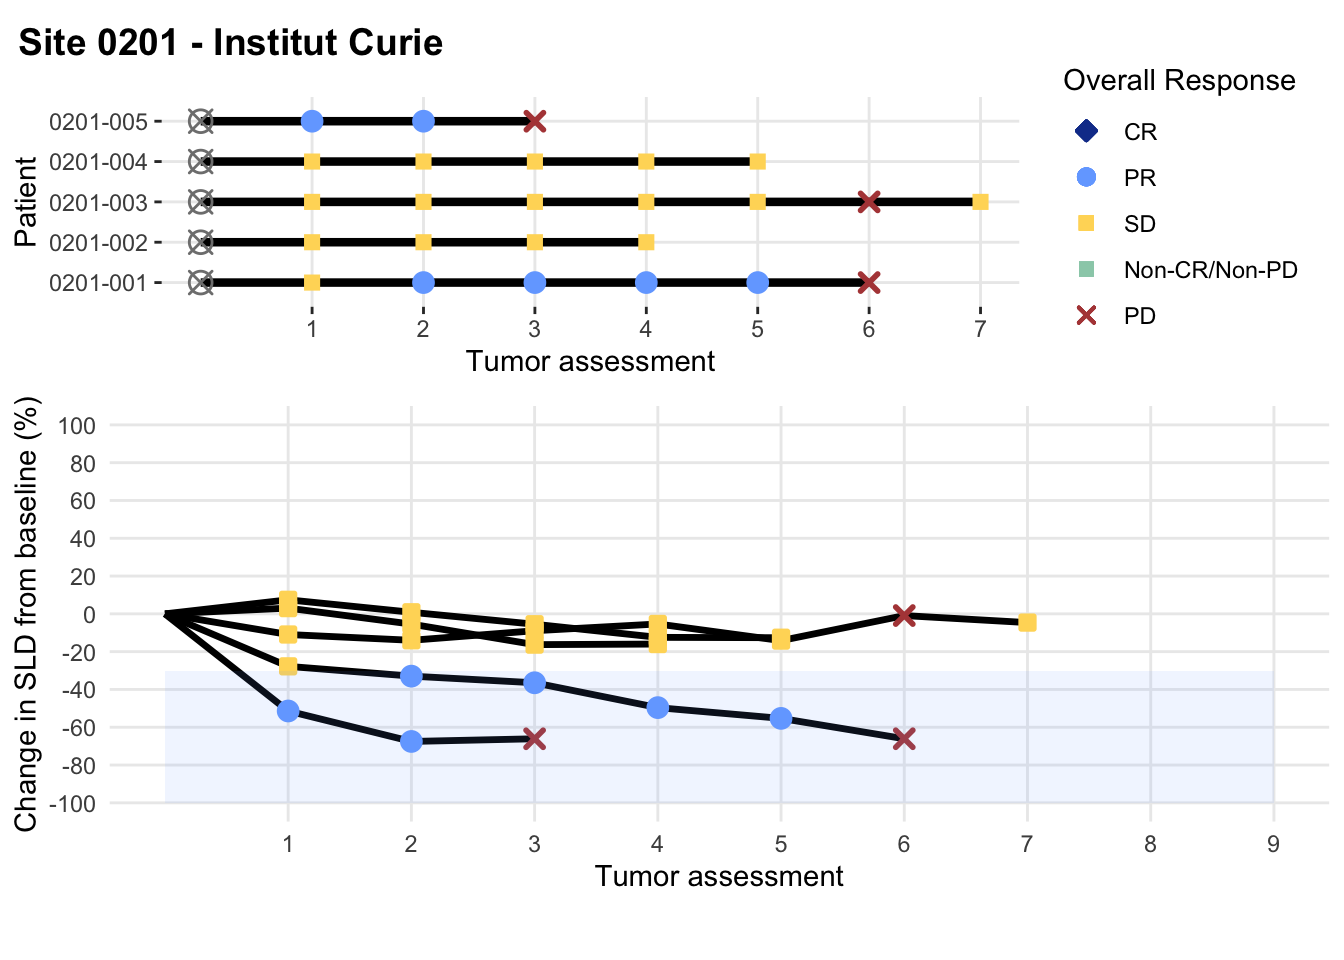 Site 0201 - Institut Curie
Overall Response
CR
PR
SD
Non-CR/Non-PD
PD
Patient
0201-005
0201-004
0201-003
0201-002
0201-001
1 2 3 4 5 6 7
Tumor assessment
Change in SLD from baseline (%)
100
80
60
40
20
0
-20
-40
-60
-80
-100
1 2 3 4 5 6 7 8 9
Tumor assessment